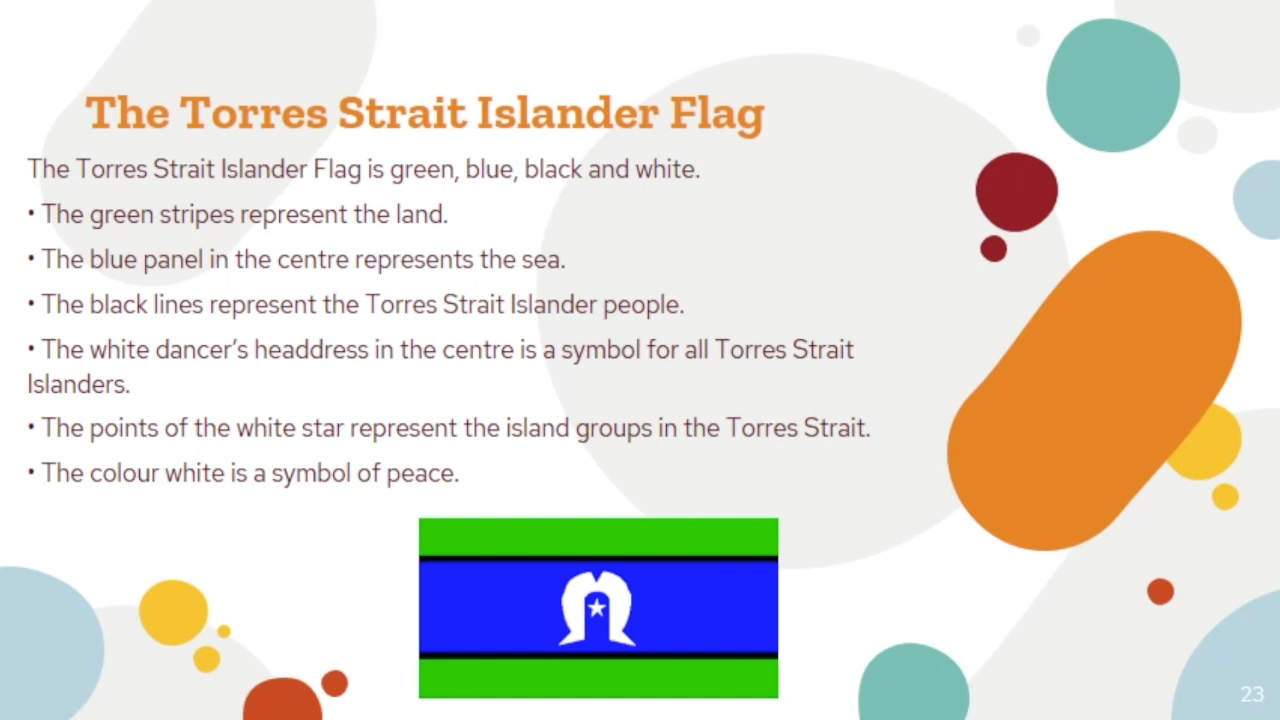 The Torres Strait Islander Flag
The Torres Strait Islander Flag is green, blue, black and white.
• The green stripes represent the land.
• The blue panel in the centre represents the sea.
• The black lines represent the Torres Strait Islander people.
• The white dancer’s headdress in the centre is a symbol for all Torres Strait
Islanders.
• The points of the white star represent the island groups in the Torres Strait.
• The colour white is a symbol of peace.
23